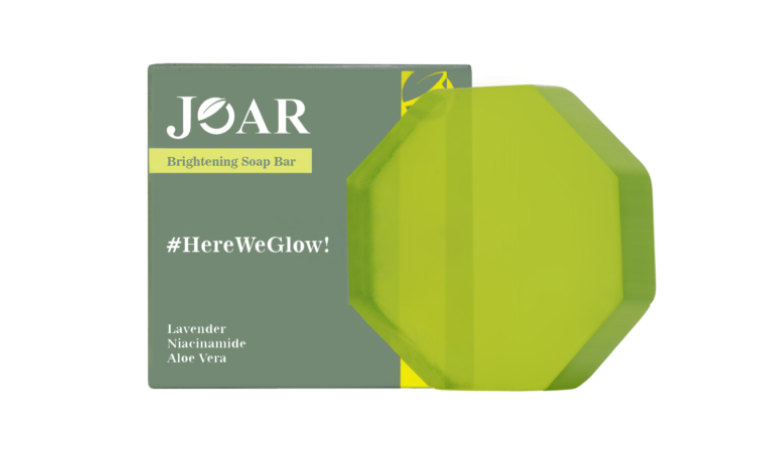 JOAR
Brightening Soap Bar
#HereWeGlow!
Lavender
Niacinamide
Aloe Vera